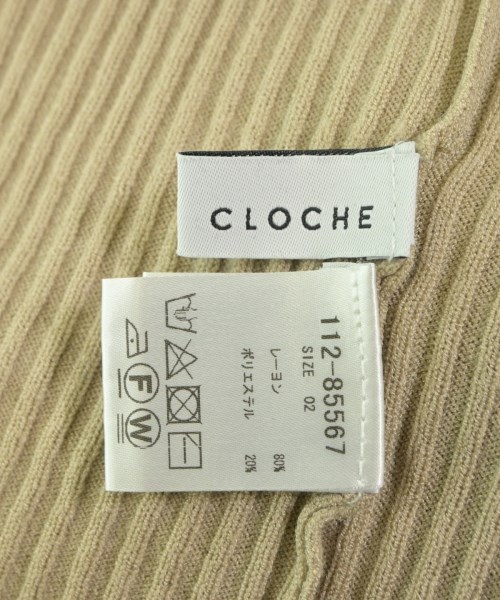 CLOCHE
112-85567
SIZE 02
レーヨン 80%
ポリエステル 20%
F W